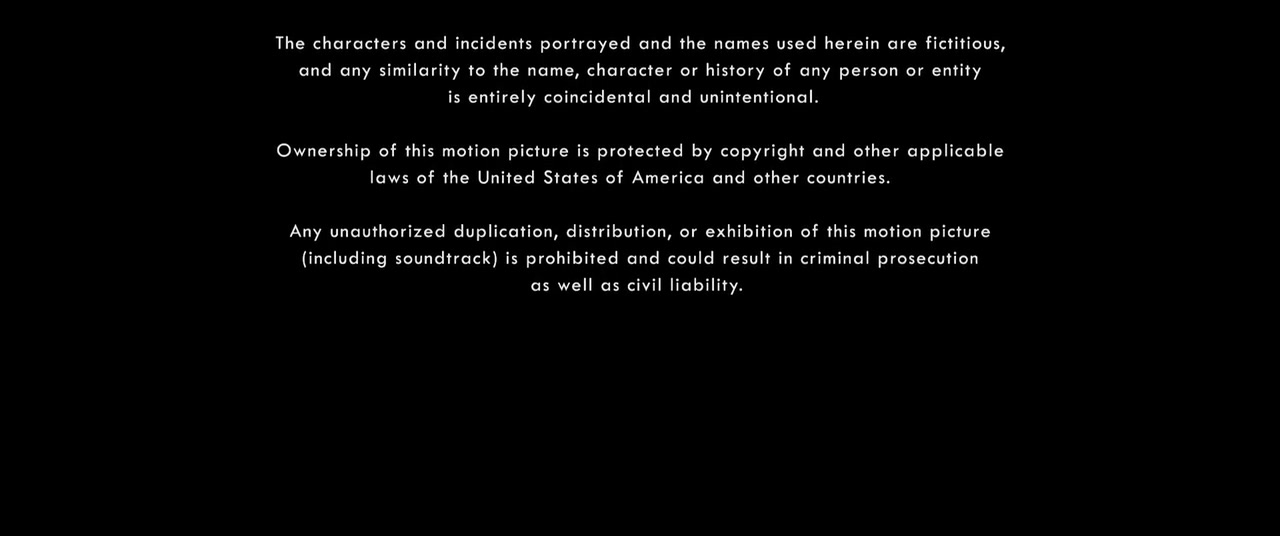 The characters and incidents portrayed and the names used herein are fictitious,
and any similarity to the name, character or history of any person or entity
is entirely coincidental and unintentional.
Ownership of this motion picture is protected by copyright and other applicable
laws of the United States of America and other countries.
Any unauthorized duplication, distribution, or exhibition of this motion picture
(including soundtrack) is prohibited and could result in criminal prosecution
as well as civil liability.